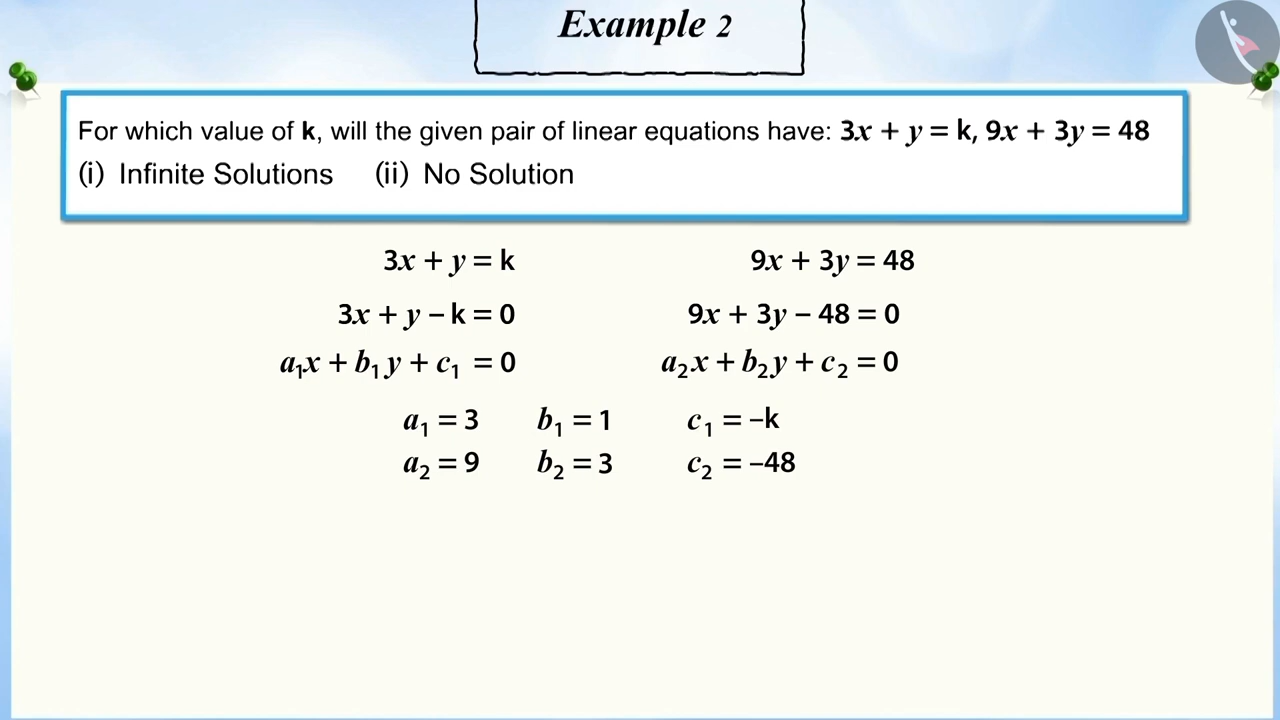 Example 2
For which value of k, will the given pair of linear equations have: 3x + y = k, 9x + 3y = 48
(i) Infinite Solutions (ii) No Solution
3x + y = k 9x + 3y = 48
3x + y – k = 0 9x + 3y – 48 = 0
a₁x + b₁y + c₁ = 0 a₂x + b₂y + c₂ = 0
a₁ = 3 b₁ = 1 c₁ = –k
a₂ = 9 b₂ = 3 c₂ = –48